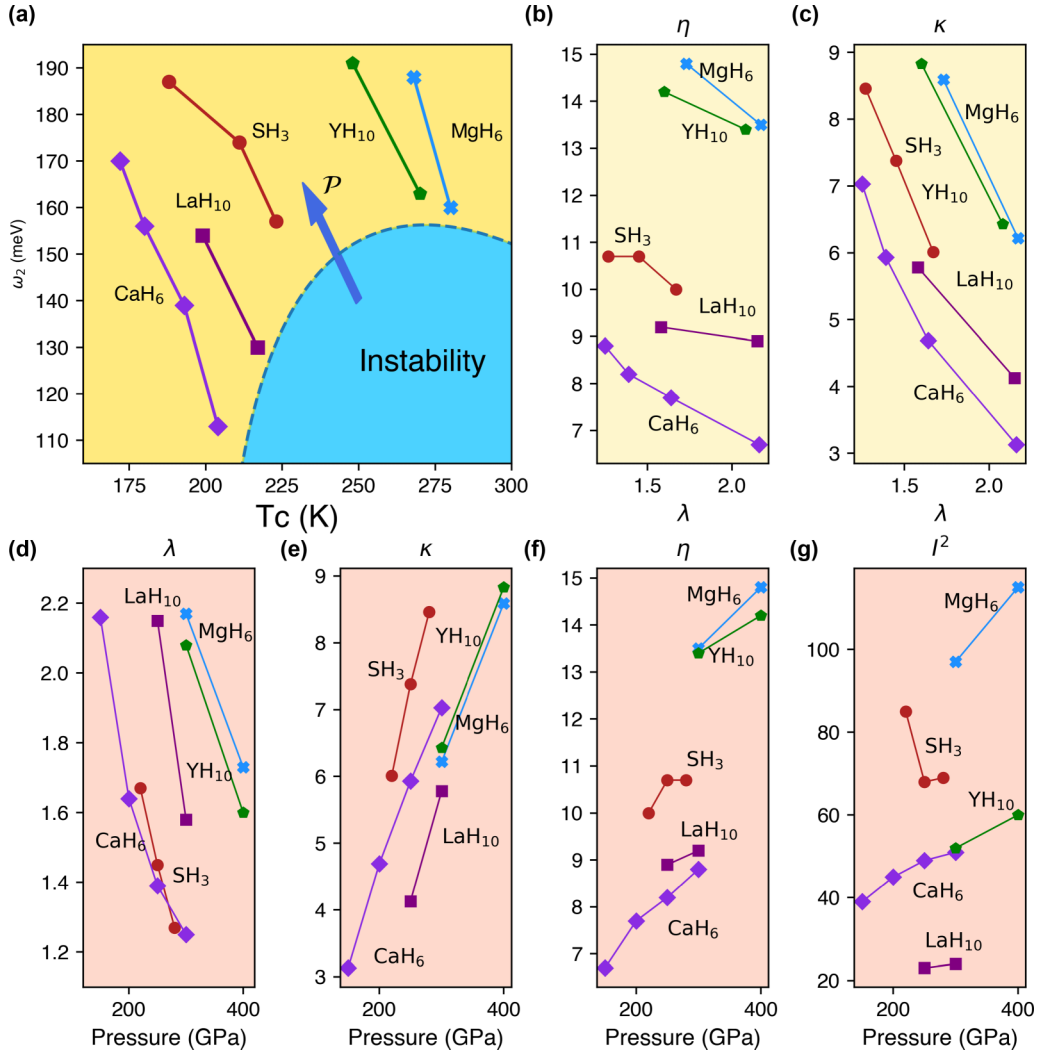 (a)
190
180
170
160
150
140
130
120
110
ω₂ (meV)
SH₃
YH₁₀
MgH₆
LaH₁₀
CaH₆
𝒫
Instability
175
200
225
250
275
300
Tc (K)
(b)
η
15
14
13
12
11
10
9
8
7
MgH₆
YH₁₀
SH₃
LaH₁₀
CaH₆
1.5
2.0
λ
(c)
κ
9
8
7
6
5
4
3
MgH₆
SH₃
YH₁₀
LaH₁₀
CaH₆
1.5
2.0
λ
(d)
λ
2.2
2.0
1.8
1.6
1.4
1.2
LaH₁₀
MgH₆
YH₁₀
CaH₆
SH₃
200
400
Pressure (GPa)
(e)
κ
9
8
7
6
5
4
3
YH₁₀
SH₃
MgH₆
LaH₁₀
CaH₆
200
400
Pressure (GPa)
(f)
η
15
14
13
12
11
10
9
8
7
MgH₆
YH₁₀
SH₃
LaH₁₀
CaH₆
200
400
Pressure (GPa)
(g)
I²
100
80
60
40
20
MgH₆
SH₃
YH₁₀
CaH₆
LaH₁₀
200
400
Pressure (GPa)